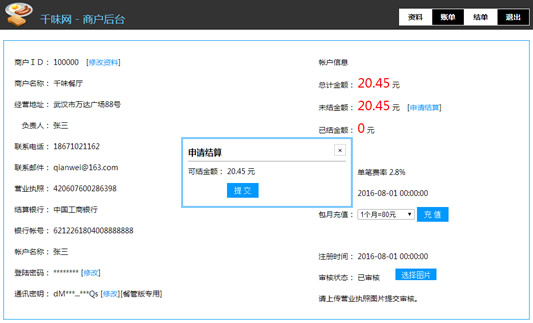 千味网 - 商户后台
资料 账单 结单 退出
商户ＩＤ： 100000 [修改资料]
商户名称： 千味餐厅
经营地址： 武汉市万达广场88号
负责人： 张三
联系电话： 18671021162
联系邮件： qianwei@163.com
营业执照： 420607600286398
结算银行： 中国工商银行
银行帐号： 6212261804008888888
帐户名称： 张三
登陆密码： ******** [修改]
通讯密钥： dM***...***Qs [修改][餐管版专用]
帐户信息
总计金额： 20.45 元
未结金额： 20.45 元 [申请结算]
已结金额： 0 元
申请结算 ×
可结金额： 20.45 元
提 交
单笔费率 2.8%
2016-08-01 00:00:00
包月充值： 1个月=80元 充 值
注册时间： 2016-08-01 00:00:00
审核状态： 已审核 选择图片
请上传营业执照图片提交审核。